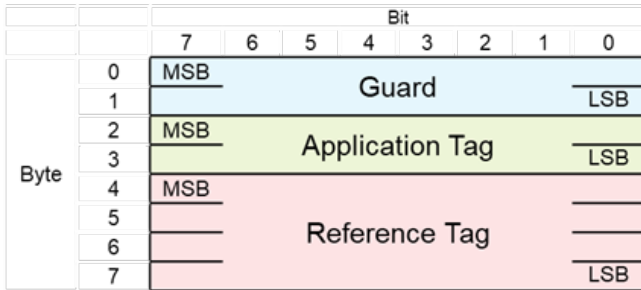 Bit
7 6 5 4 3 2 1 0
0 MSB
Guard
1 LSB
2 MSB
Application Tag
3 LSB
Byte
4 MSB
5
Reference Tag
6
7 LSB